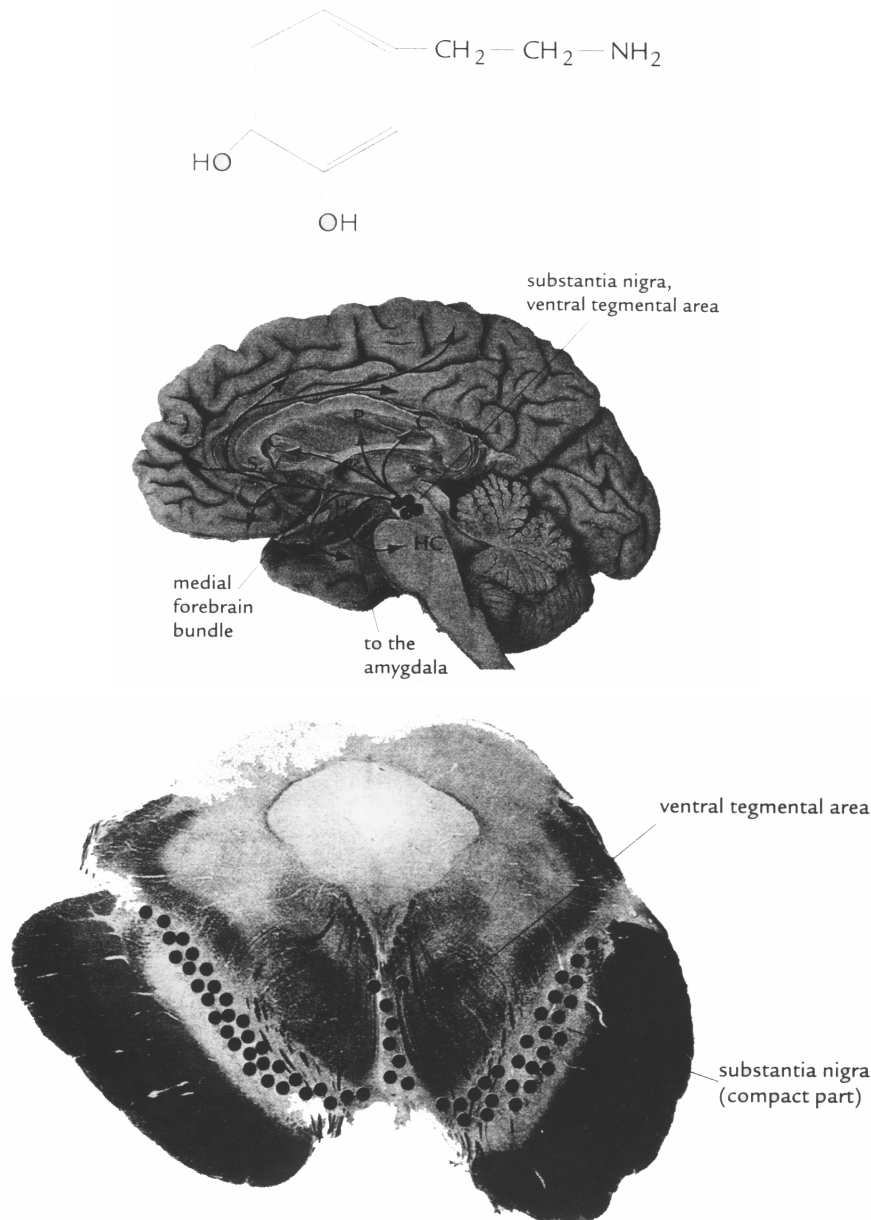 CH2—CH2—NH2
HO
OH
substantia nigra,
ventral tegmental area
P
C
S
HC
medial
forebrain
bundle
to the
amygdala
ventral tegmental area
substantia nigra
(compact part)